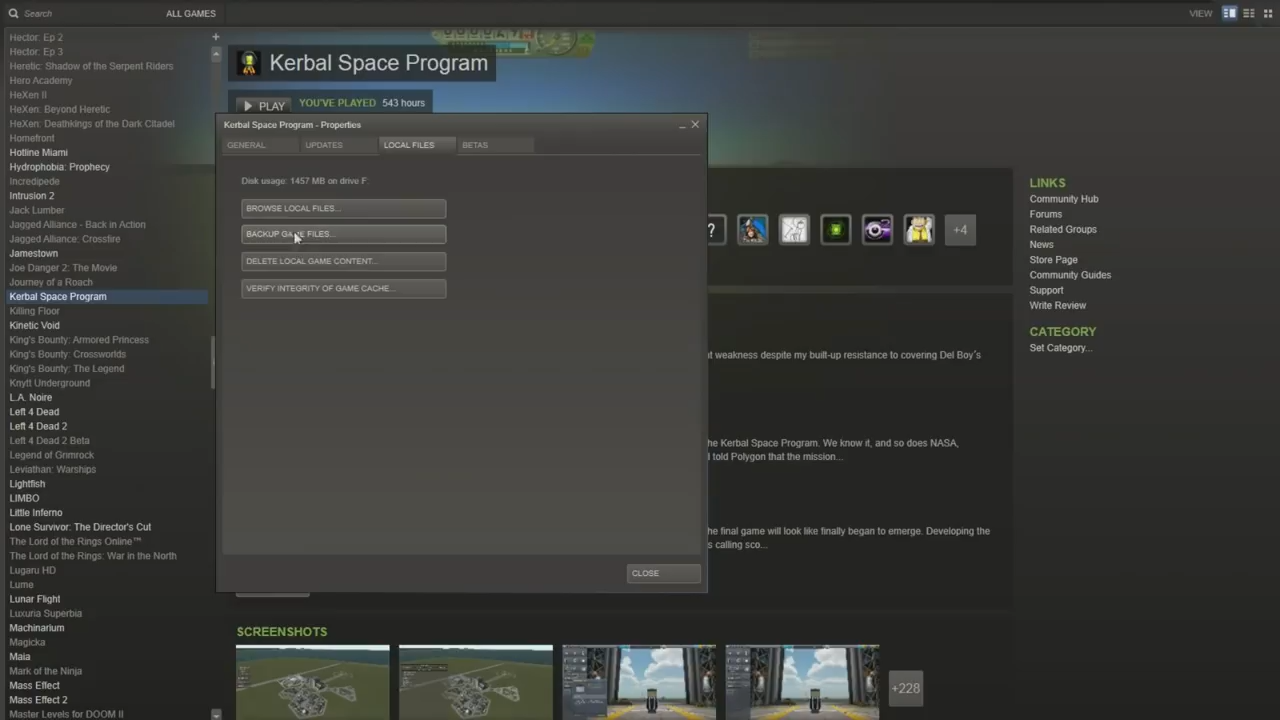 Search
ALL GAMES
VIEW
Hector: Ep 2
Hector: Ep 3
Heretic: Shadow of the Serpent Riders
Hero Academy
HeXen II
HeXen: Beyond Heretic
HeXen: Deathkings of the Dark Citadel
Homefront
Hotline Miami
Hydrophobia: Prophecy
Incredipede
Intrusion 2
Jack Lumber
Jagged Alliance - Back in Action
Jagged Alliance: Crossfire
Jamestown
Joe Danger 2: The Movie
Journey of a Roach
Kerbal Space Program
Killing Floor
Kinetic Void
King's Bounty: Armored Princess
King's Bounty: Crossworlds
King's Bounty: The Legend
Knytt Underground
L.A. Noire
Left 4 Dead
Left 4 Dead 2
Left 4 Dead 2 Beta
Legend of Grimrock
Leviathan: Warships
Lightfish
LIMBO
Little Inferno
Lone Survivor: The Director's Cut
The Lord of the Rings Online™
The Lord of the Rings: War in the North
Lugaru HD
Lume
Lunar Flight
Luxuria Superbia
Machinarium
Magicka
Maia
Mark of the Ninja
Mass Effect
Mass Effect 2
Master Levels for DOOM II
Kerbal Space Program
PLAY
YOU'VE PLAYED 543 hours
Kerbal Space Program - Properties
GENERAL
UPDATES
LOCAL FILES
BETAS
Disk usage: 1457 MB on drive F:
BROWSE LOCAL FILES...
BACKUP GAME FILES...
DELETE LOCAL GAME CONTENT...
VERIFY INTEGRITY OF GAME CACHE...
CLOSE
+4
t weakness despite my built-up resistance to covering Del Boy's
he Kerbal Space Program. We know it, and so does NASA,
told Polygon that the mission...
he final game will look like finally began to emerge. Developing the
s calling sco...
LINKS
Community Hub
Forums
Related Groups
News
Store Page
Community Guides
Support
Write Review
CATEGORY
Set Category...
SCREENSHOTS
+228